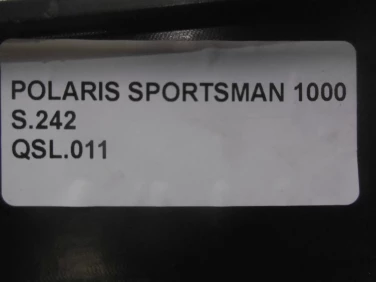 POLARIS SPORTSMAN 1000
S.242
QSL.011